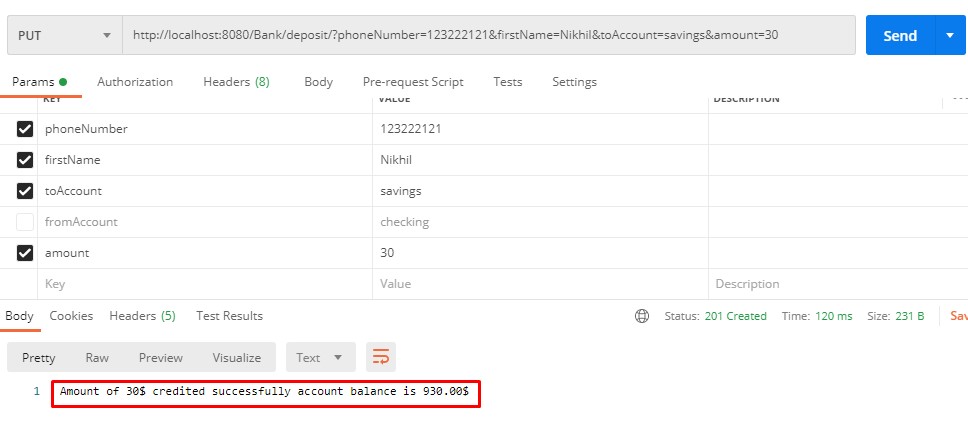 PUT http://localhost:8080/Bank/deposit/?phoneNumber=123222121&firstName=Nikhil&toAccount=savings&amount=30 Send
Params Authorization Headers (8) Body Pre-request Script Tests Settings
KEY VALUE DESCRIPTION
phoneNumber 123222121
firstName Nikhil
toAccount savings
fromAccount checking
amount 30
Key Value Description
Body Cookies Headers (5) Test Results Status: 201 Created Time: 120 ms Size: 231 B Sav
Pretty Raw Preview Visualize Text
1 Amount of 30$ credited successfully account balance is 930.00$